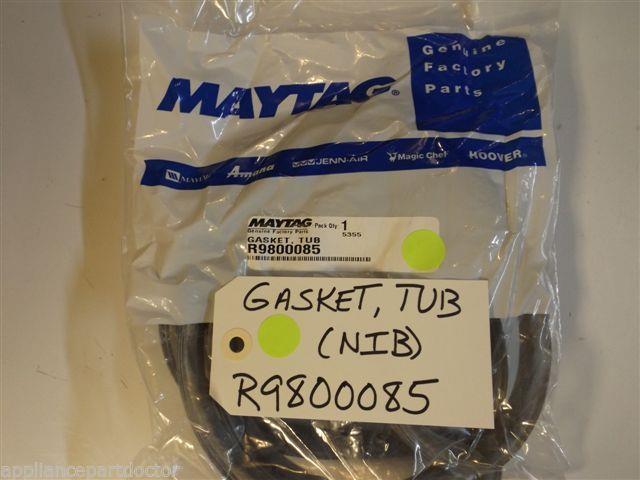 MAYTAG®
Genuine
Factory
Parts
MAYTAG Amana JENN-AIR Magic Chef HOOVER®
MAYTAG Pack Qty 1
Genuine Factory Parts 5355
GASKET, TUB
R9800085
GASKET, TUB
(NIB)
R9800085
appliancepartdoctor